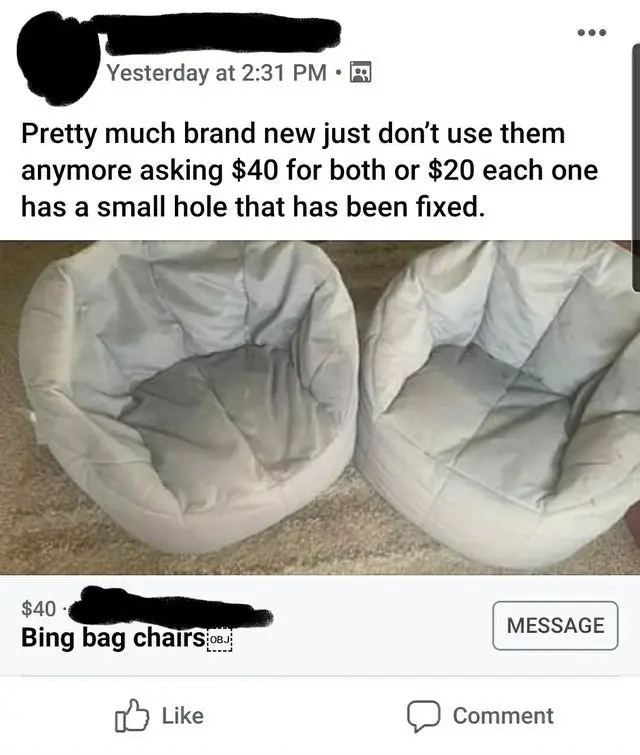 Yesterday at 2:31 PM •
Pretty much brand new just don't use them
anymore asking $40 for both or $20 each one
has a small hole that has been fixed.
$40 ·
Bing bag chairs￼
MESSAGE
Like
Comment